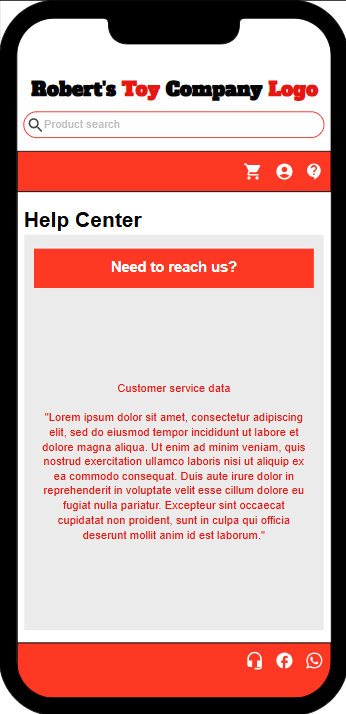 Robert's Toy Company Logo
Product search
Help Center
Need to reach us?
Customer service data
"Lorem ipsum dolor sit amet, consectetur adipiscing
elit, sed do eiusmod tempor incididunt ut labore et
dolore magna aliqua. Ut enim ad minim veniam, quis
nostrud exercitation ullamco laboris nisi ut aliquip ex
ea commodo consequat. Duis aute irure dolor in
reprehenderit in voluptate velit esse cillum dolore eu
fugiat nulla pariatur. Excepteur sint occaecat
cupidatat non proident, sunt in culpa qui officia
deserunt mollit anim id est laborum."